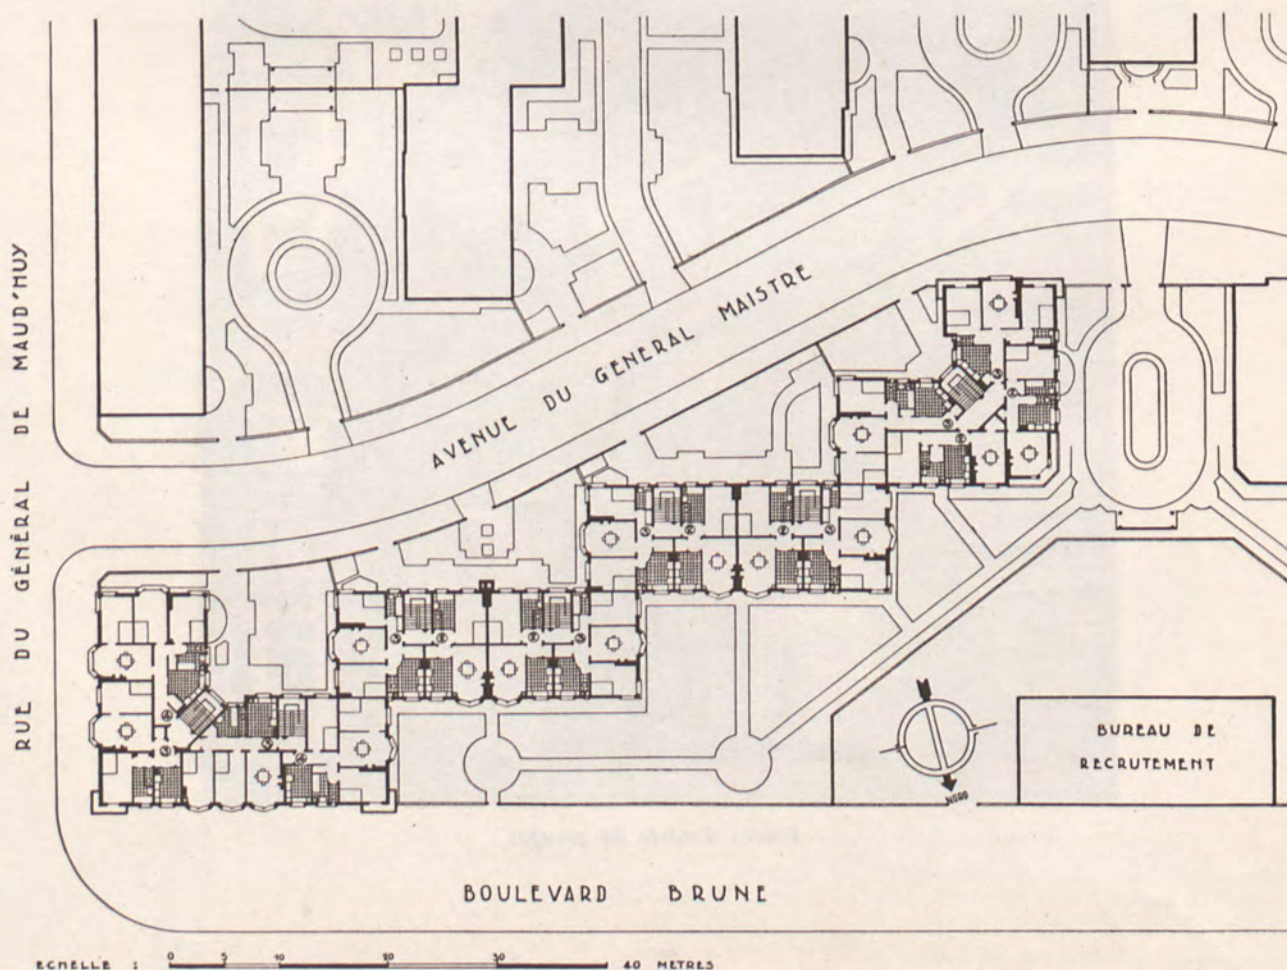 RUE DU GÉNÉRAL DE MAUD'HUY
AVENUE DU GÉNÉRAL MAISTRE
BUREAU DE
RECRUTEMENT
NORD
BOULEVARD BRUNE
ECHELLE : 0 5 10 20 30 40 METRES